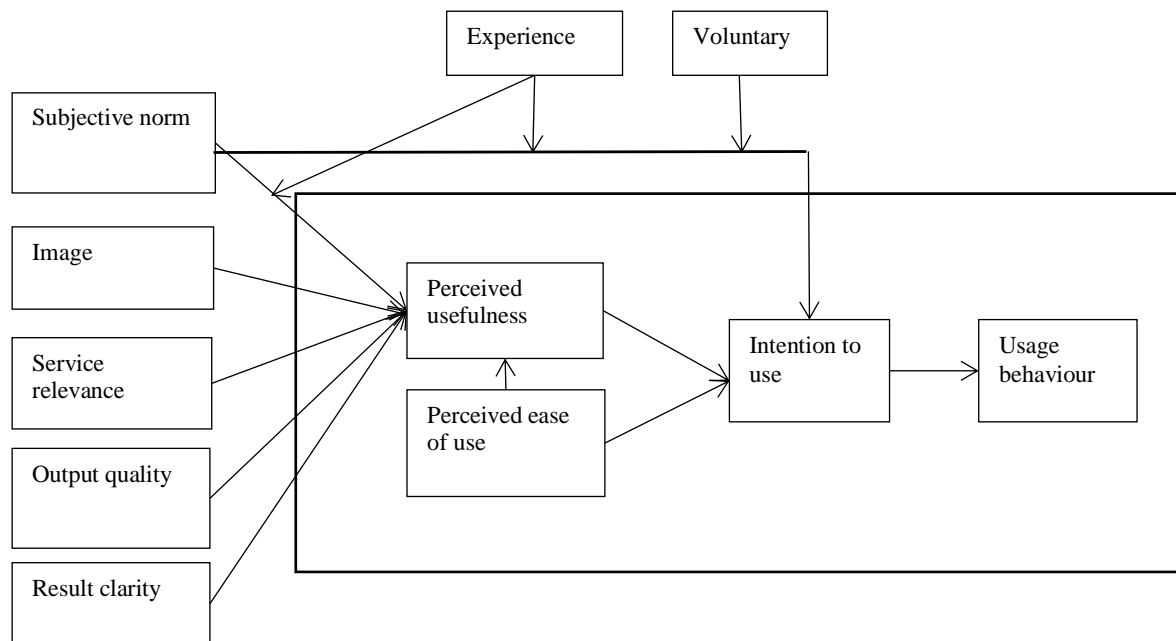 Experience
Voluntary
Subjective norm
Image
Perceived
usefulness
Service
relevance
Intention to
use
Usage
behaviour
Perceived ease
of use
Output quality
Result clarity